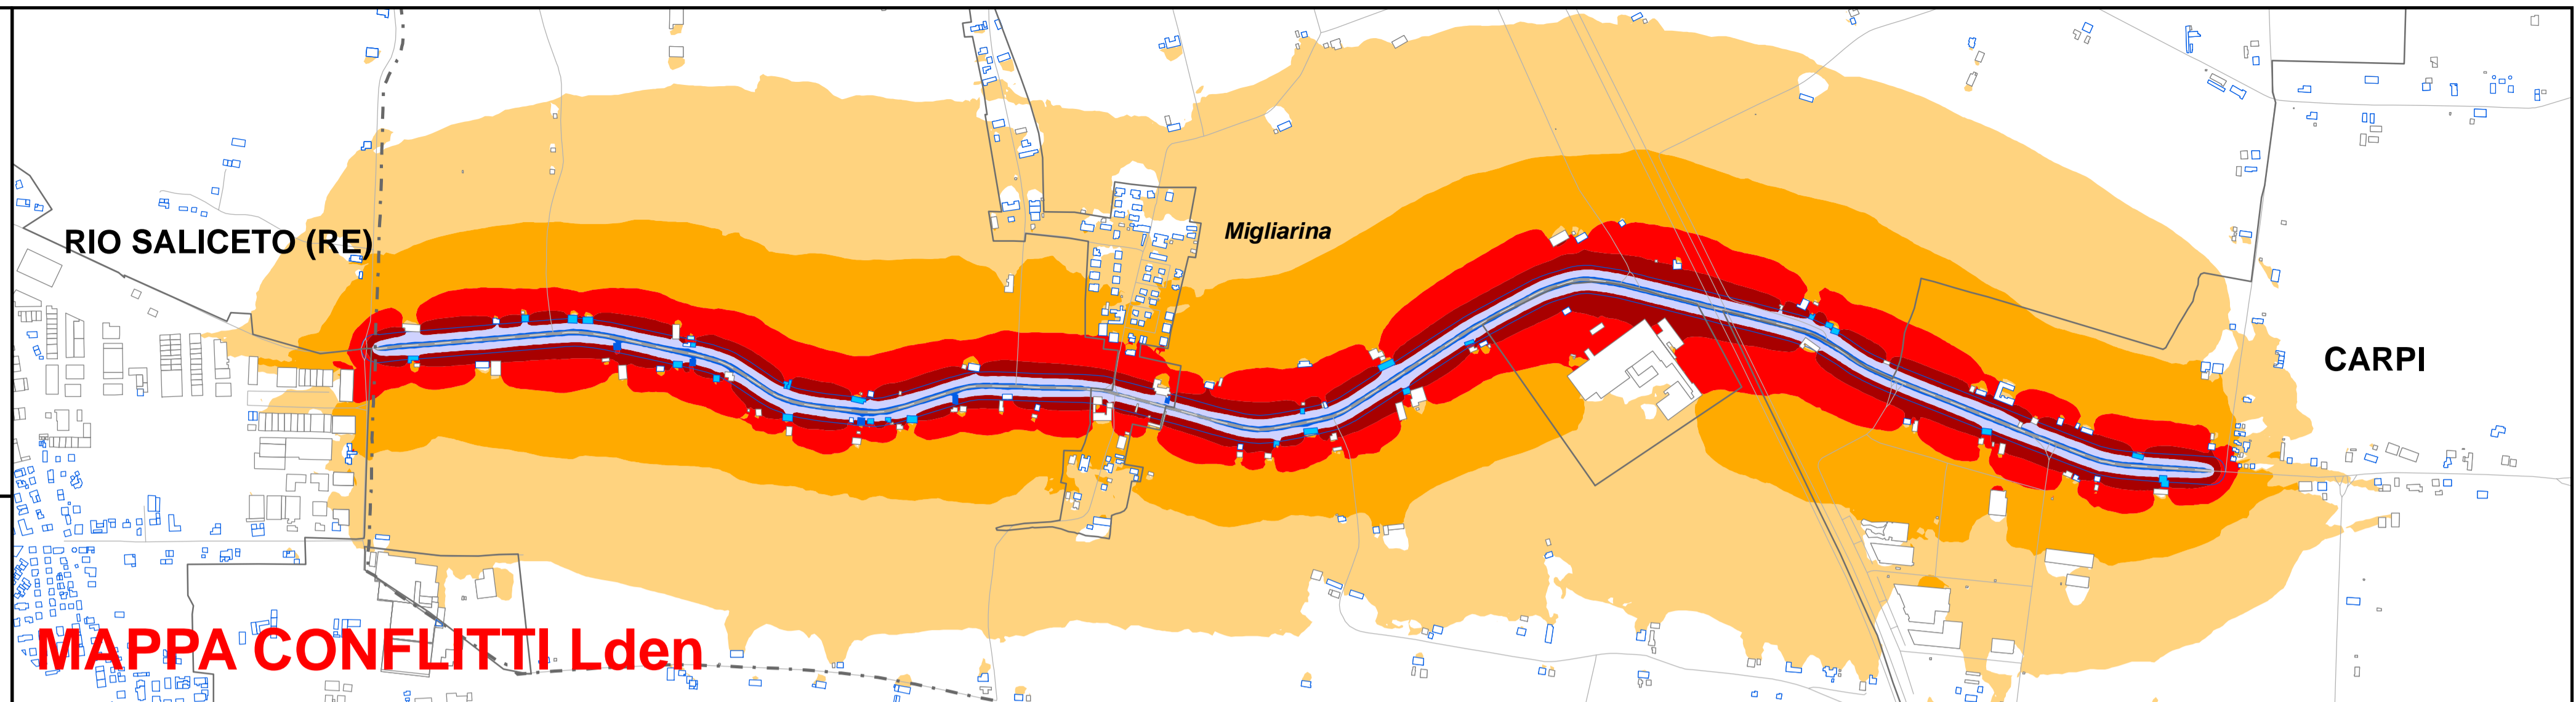 Migliarina
RIO SALICETO (RE)
CARPI
MAPPA CONFLITTI Lden